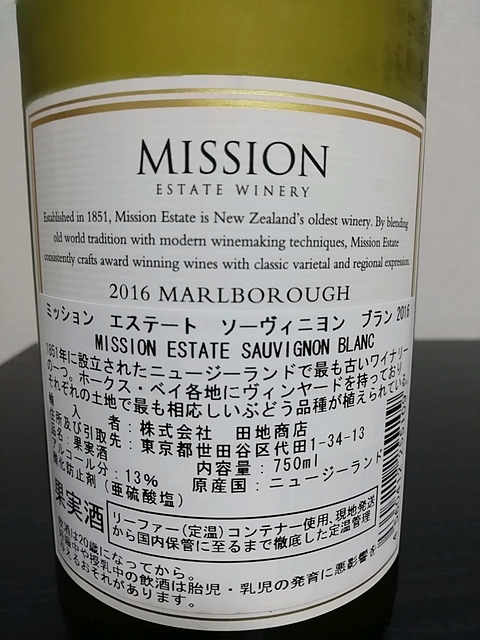 MISSION
ESTATE WINERY
Established in 1851, Mission Estate is New Zealand's oldest winery. By blending
old world tradition with modern winemaking techniques, Mission Estate
consistently crafts award winning wines with classic varietal and regional expression.
2016 MARLBOROUGH
ミッション エステート ソーヴィニヨン ブラン 2016
MISSION ESTATE SAUVIGNON BLANC
1851年に設立されたニュージーランドで最も古いワイナリー
の一つ。ホークス・ベイ各地にヴィンヤードを持っており、
それぞれの土地で最も相応しいぶどう品種が植えられている。
輸入者:株式会社 田地商店
住所及び引取先:東京都世田谷区代田1-34-13
品名:果実酒 内容量:750ml
アルコール分:13% 原産国:ニュージーランド
酸化防止剤(亜硫酸塩)
果実酒
リーファー(定温)コンテナー使用、現地発送
から国内保管に至るまで徹底した定温管理
お酒は20歳になってから。
妊娠中や授乳中の飲酒は胎児・乳児の発育に悪影響を
与えるおそれがあります。